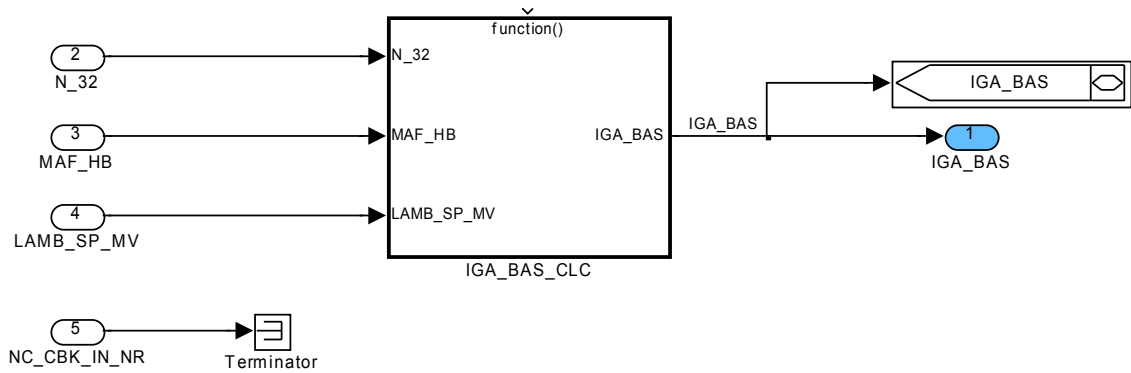 function()
2
N_32
N_32
IGA_BAS
3
MAF_HB
MAF_HB
IGA_BAS
IGA_BAS
1
IGA_BAS
4
LAMB_SP_MV
LAMB_SP_MV
IGA_BAS_CLC
5
NC_CBK_IN_NR
Terminator